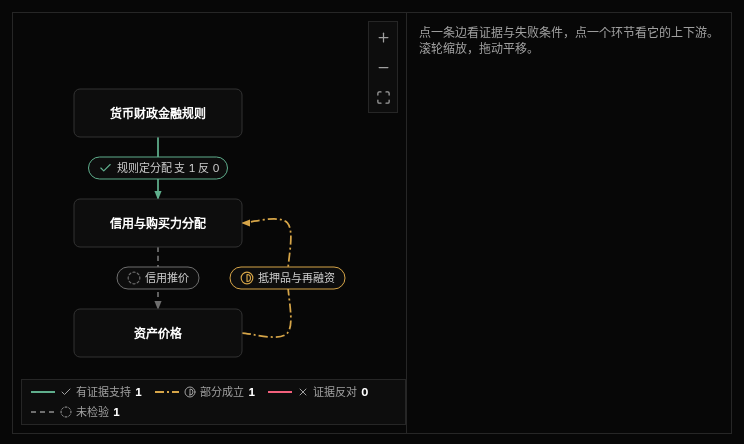 点一条边看证据与失败条件，点一个环节看它的上下游。
滚轮缩放，拖动平移。
货币财政金融规则
规则定分配 支 1 反 0
信用与购买力分配
信用推价
抵押品与再融资
资产价格
有证据支持 1
部分成立 1
证据反对 0
未检验 1